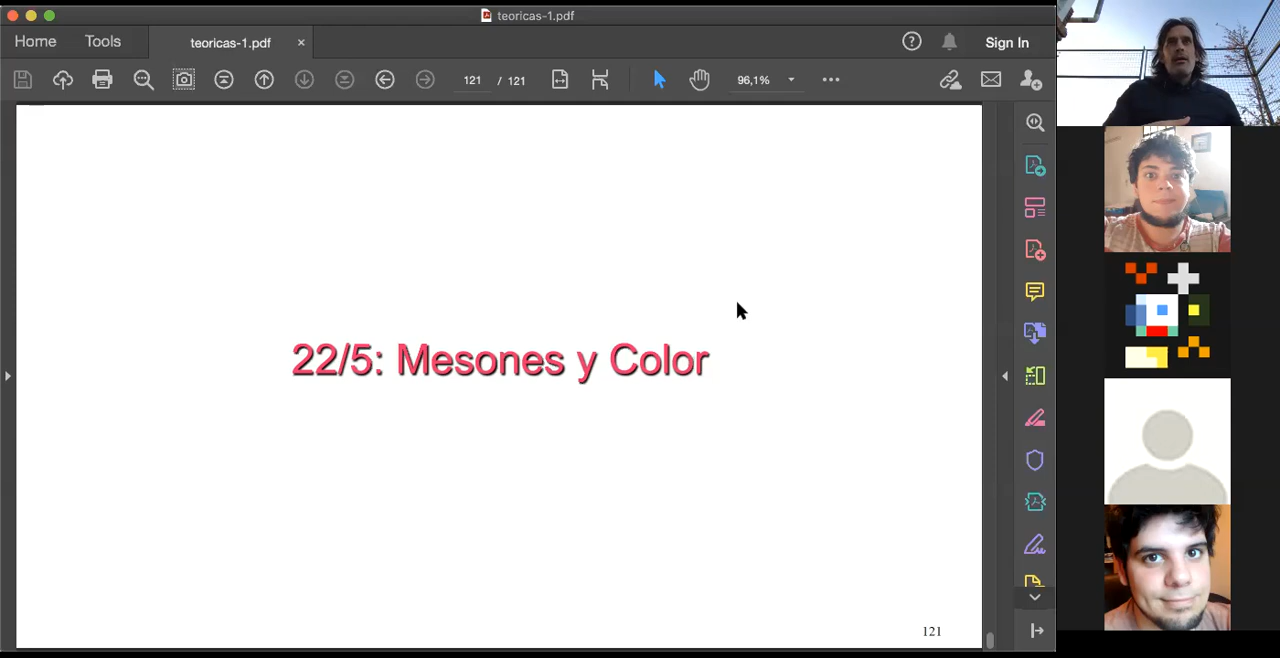 teoricas-1.pdf
Home
Tools
teoricas-1.pdf
Sign In
121 / 121
96,1%
22/5: Mesones y Color
121